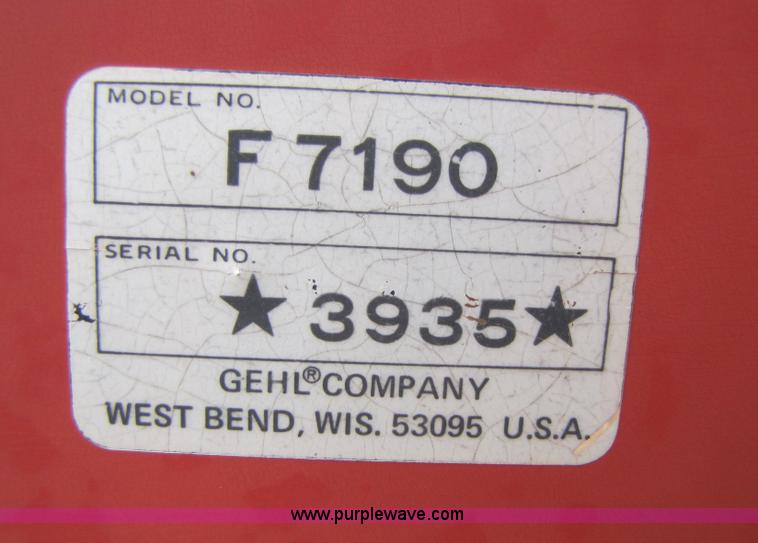 MODEL NO.
F 7190
SERIAL NO.
★ 3935 ★
GEHL® COMPANY
WEST BEND, WIS. 53095 U.S.A.
www.purplewave.com